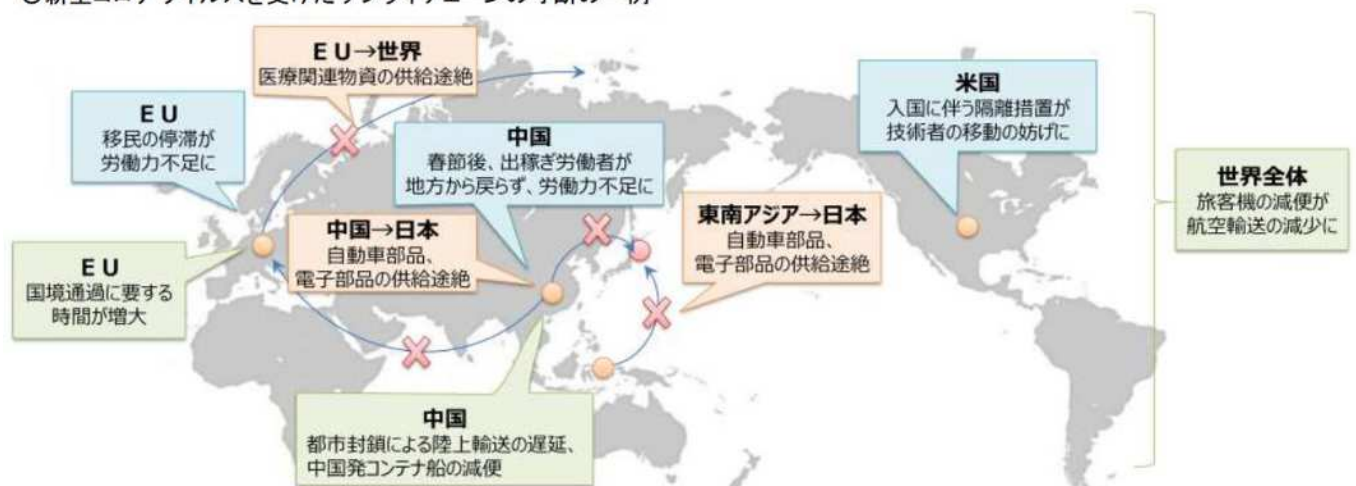 ＥＵ→世界
医療関連物資の供給途絶
ＥＵ
移民の停滞が
労働力不足に
中国
春節後、出稼ぎ労働者が
地方から戻らず、労働力不足に
米国
入国に伴う隔離措置が
技術者の移動の妨げに
世界全体
旅客機の減便が
航空輸送の減少に
中国→日本
自動車部品、
電子部品の供給途絶
東南アジア→日本
自動車部品、
電子部品の供給途絶
ＥＵ
国境通過に要する
時間が増大
中国
都市封鎖による陸上輸送の遅延、
中国発コンテナ船の減便